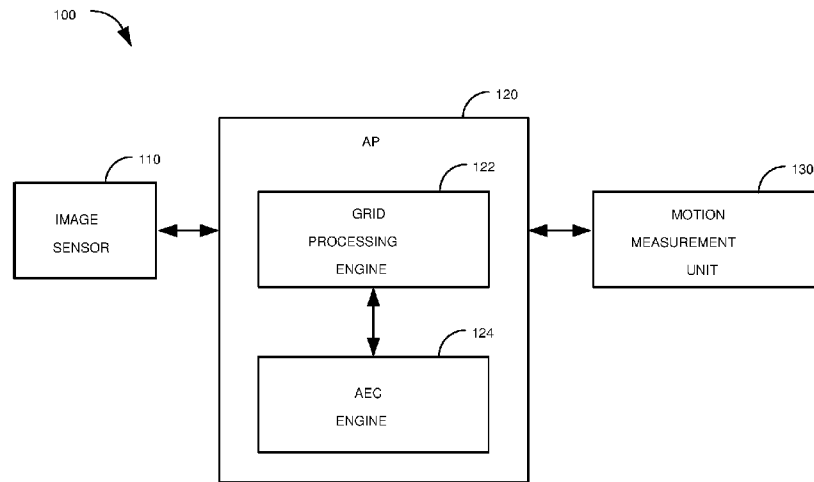 100
120
AP
110
IMAGE
SENSOR
122
GRID
PROCESSING
ENGINE
130
MOTION
MEASUREMENT
UNIT
124
AEC
ENGINE